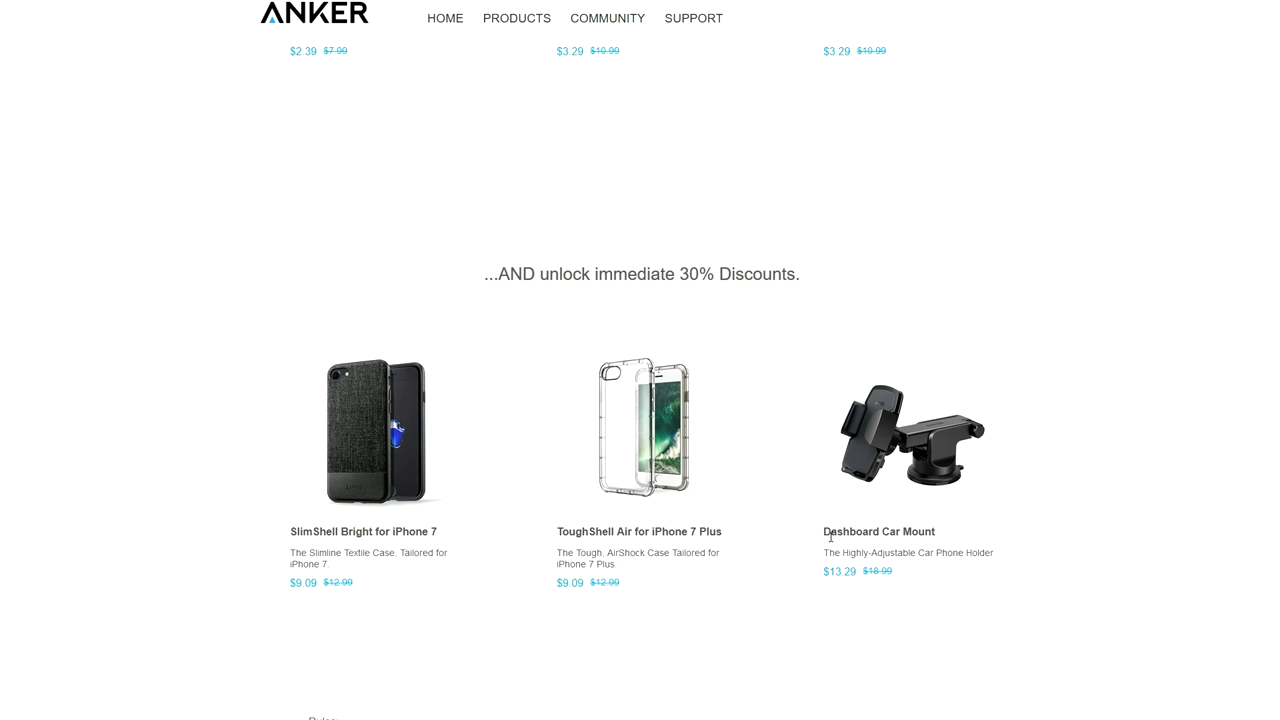 ANKER
HOME PRODUCTS COMMUNITY SUPPORT
$2.39 $7.99 $3.29 $10.99 $3.29 $10.99
...AND unlock immediate 30% Discounts.
SlimShell Bright for iPhone 7
The Slimline Textile Case, Tailored for
iPhone 7.
$9.09 $12.99
ToughShell Air for iPhone 7 Plus
The Tough, AirShock Case Tailored for
iPhone 7 Plus
$9.09 $12.99
Dashboard Car Mount
The Highly-Adjustable Car Phone Holder
$13.29 $18.99